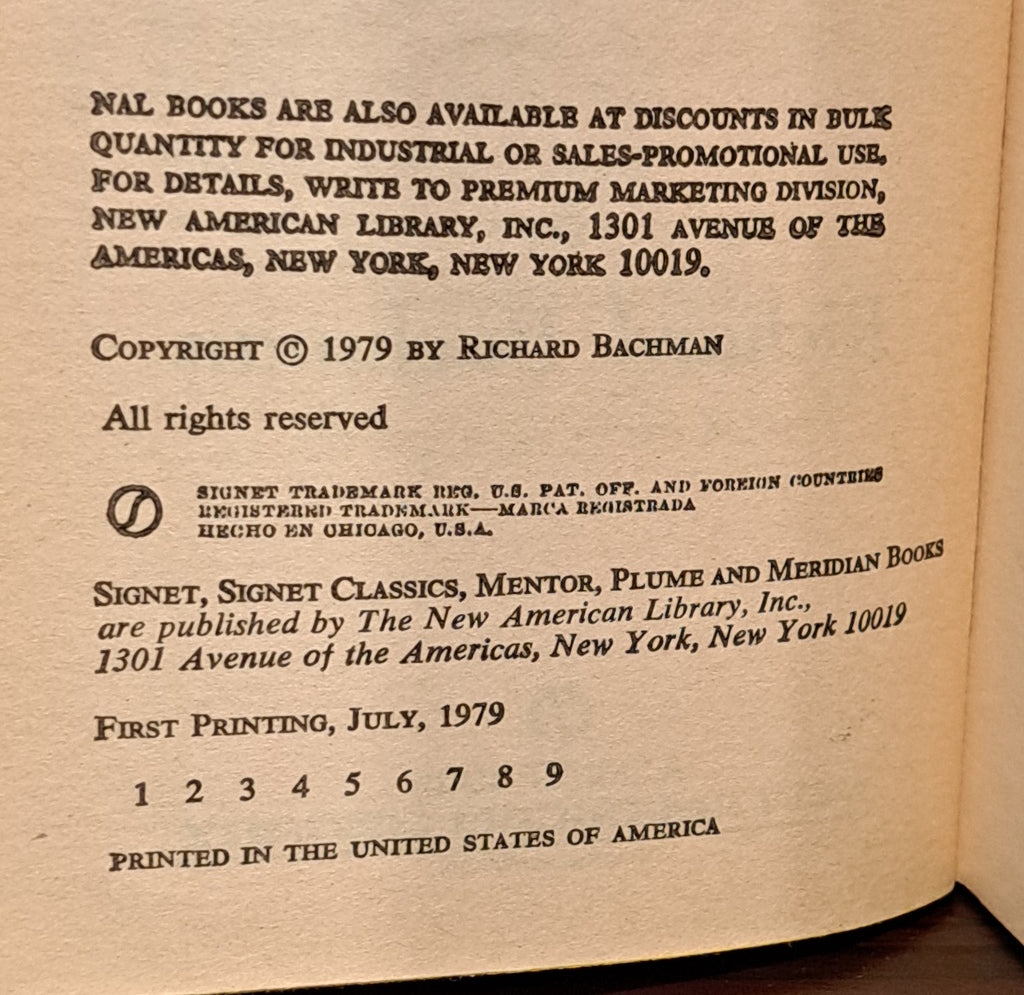 NAL BOOKS ARE ALSO AVAILABLE AT DISCOUNTS IN BULK
QUANTITY FOR INDUSTRIAL OR SALES-PROMOTIONAL USE.
FOR DETAILS, WRITE TO PREMIUM MARKETING DIVISION,
NEW AMERICAN LIBRARY, INC., 1301 AVENUE OF THE
AMERICAS, NEW YORK, NEW YORK 10019.
COPYRIGHT © 1979 BY RICHARD BACHMAN
All rights reserved
SIGNET TRADEMARK REG. U.S. PAT. OFF. AND FOREIGN COUNTRIES
REGISTERED TRADEMARK—MARCA REGISTRADA
HECHO EN CHICAGO, U.S.A.
SIGNET, SIGNET CLASSICS, MENTOR, PLUME AND MERIDIAN BOOKS
are published by The New American Library, Inc.,
1301 Avenue of the Americas, New York, New York 10019
FIRST PRINTING, JULY, 1979
1 2 3 4 5 6 7 8 9
PRINTED IN THE UNITED STATES OF AMERICA